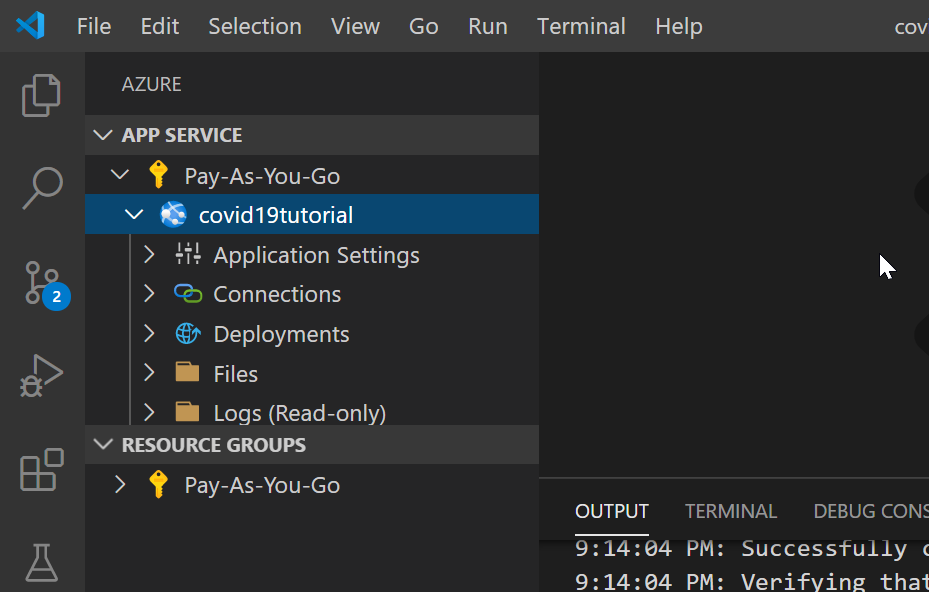 File Edit Selection View Go Run Terminal Help
AZURE
APP SERVICE
Pay-As-You-Go
covid19tutorial
Application Settings
Connections
2
Deployments
Files
Logs (Read-only)
RESOURCE GROUPS
Pay-As-You-Go
OUTPUT TERMINAL DEBUG
9:14:04 PM: Successfully
9:14:04 PM: Verifying that